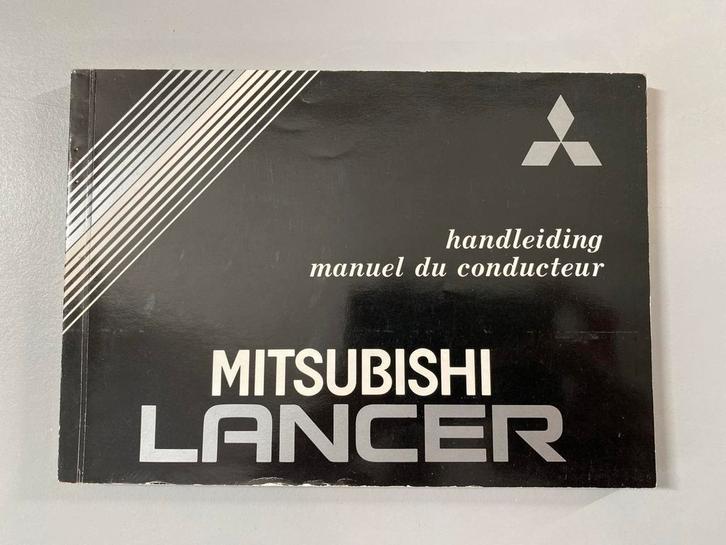 handleiding
manuel du conducteur
MITSUBISHI
LANCER